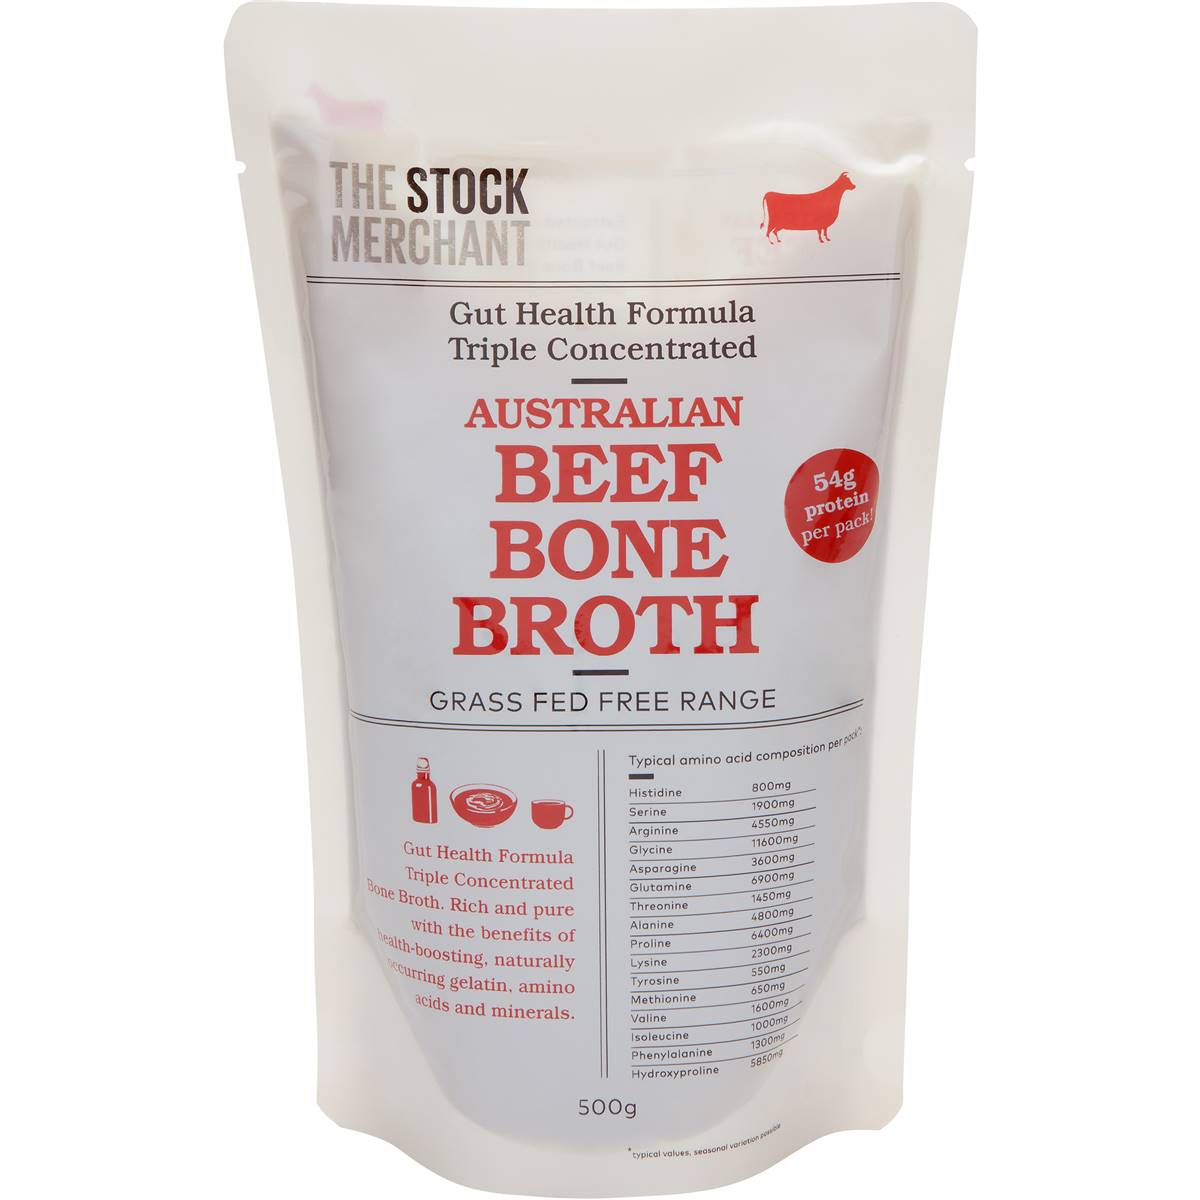 THE STOCK
MERCHANT
Gut Health Formula
Triple Concentrated
AUSTRALIAN
BEEF
BONE
BROTH
54g
protein
per pack!
GRASS FED FREE RANGE
Gut Health Formula
Triple Concentrated
Bone Broth. Rich and pure
with the benefits of
health-boosting, naturally
occurring gelatin, amino
acids and minerals.
Typical amino acid composition per pack*:
Histidine 800mg
Serine 1900mg
Arginine 4550mg
Glycine 11600mg
Asparagine 3600mg
Glutamine 6900mg
Threonine 1450mg
Alanine 4800mg
Proline 6400mg
Lysine 2300mg
Tyrosine 550mg
Methionine 650mg
Valine 1600mg
Isoleucine 1000mg
Phenylalanine 1300mg
Hydroxyproline 5850mg
500g
*typical values, seasonal variation possible